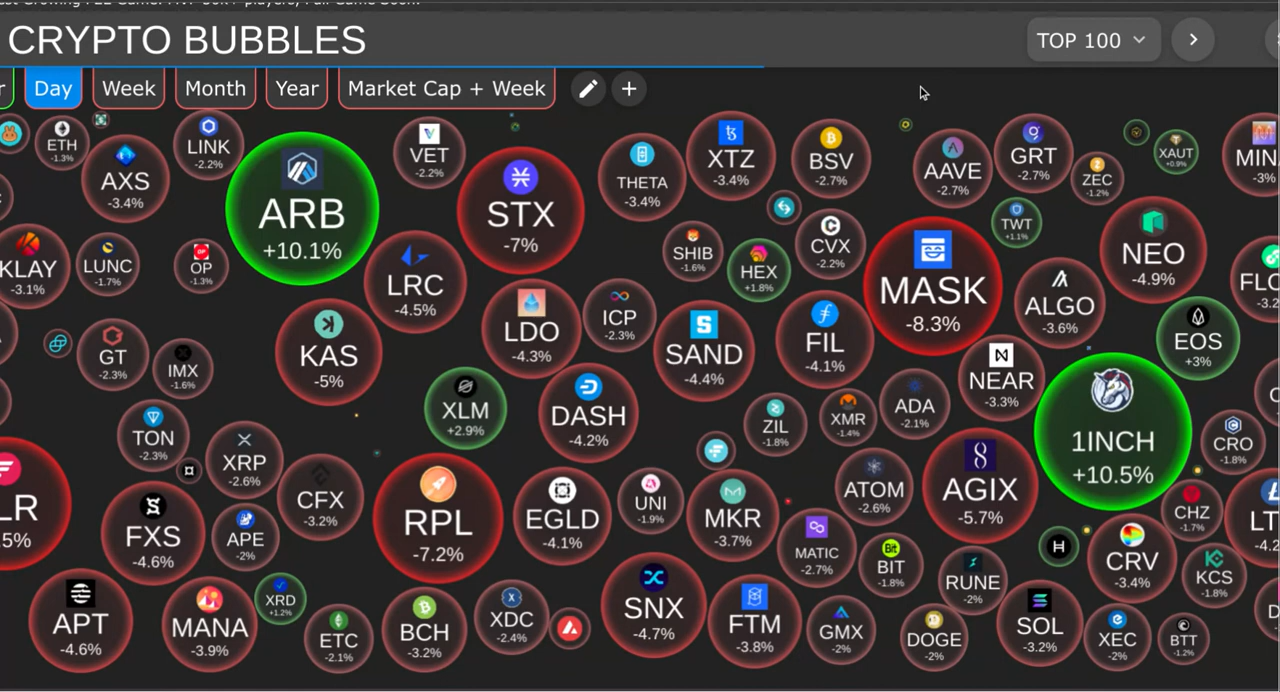 CRYPTO BUBBLES
TOP 100
Day
Week
Month
Year
Market Cap + Week
ETH
-1.3%
LINK
-2.2%
AXS
-3.4%
ARB
+10.1%
VET
-2.2%
STX
-7%
THETA
-3.4%
XTZ
-3.4%
BSV
-2.7%
AAVE
-2.7%
GRT
-2.7%
ZEC
-1.2%
XAUT
+0.9%
MIN
-3%
KLAY
-3.1%
LUNC
-1.7%
OP
-1.3%
LRC
-4.5%
SHIB
-1.6%
HEX
+1.8%
CVX
-2.2%
MASK
-8.3%
TWT
+1.1%
NEO
-4.9%
FLO
-3.2
GT
-2.3%
IMX
-1.6%
KAS
-5%
LDO
-4.3%
ICP
-2.3%
SAND
-4.4%
FIL
-4.1%
ALGO
-3.6%
EOS
+3%
NEAR
-3.3%
TON
-2.3%
XRP
-2.6%
XLM
+2.9%
DASH
-4.2%
ZIL
-1.8%
XMR
-1.4%
ADA
-2.1%
1INCH
+10.5%
CRO
-1.8%
LR
5%
FXS
-4.6%
APE
-2%
CFX
-3.2%
RPL
-7.2%
EGLD
-4.1%
UNI
-1.9%
MKR
-3.7%
ATOM
-2.6%
AGIX
-5.7%
CHZ
-1.7%
LT
-4.2
MATIC
-2.7%
Bit
BIT
-1.8%
RUNE
-2%
CRV
-3.4%
KCS
-1.8%
APT
-4.6%
MANA
-3.9%
XRD
+1.2%
ETC
-2.1%
BCH
-3.2%
XDC
-2.4%
SNX
-4.7%
FTM
-3.8%
GMX
-2%
DOGE
-2%
SOL
-3.2%
XEC
-2%
BTT
-1.2%
D